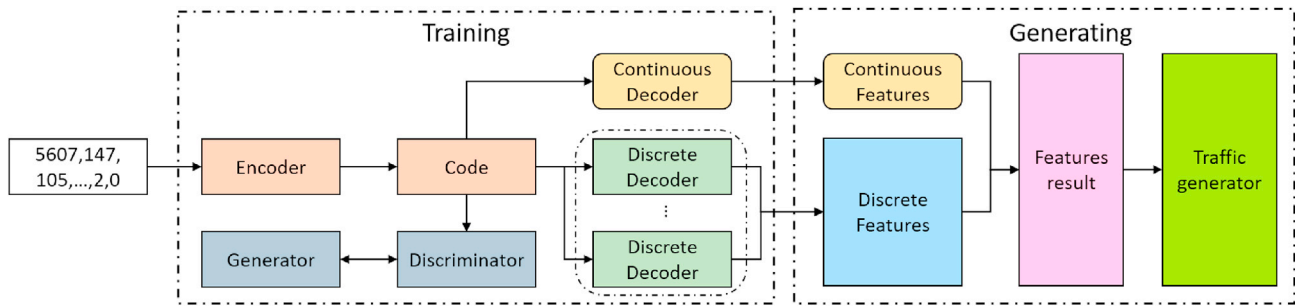 Training
Generating
Continuous
Decoder
Continuous
Features
5607,147,
105,...,2,0
Encoder
Code
Discrete
Decoder
⋮
Discrete
Decoder
Generator
Discriminator
Discrete
Features
Features
result
Traffic
generator